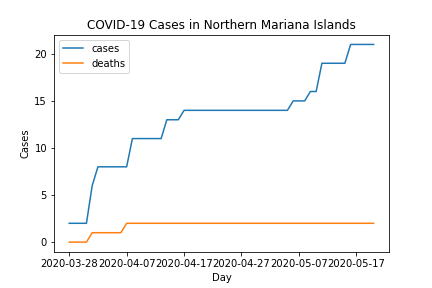 COVID-19 Cases in Northern Mariana Islands
cases
deaths
20
15
10
5
0
Cases
2020-03-28 2020-04-07 2020-04-17 2020-04-27 2020-05-07 2020-05-17
Day